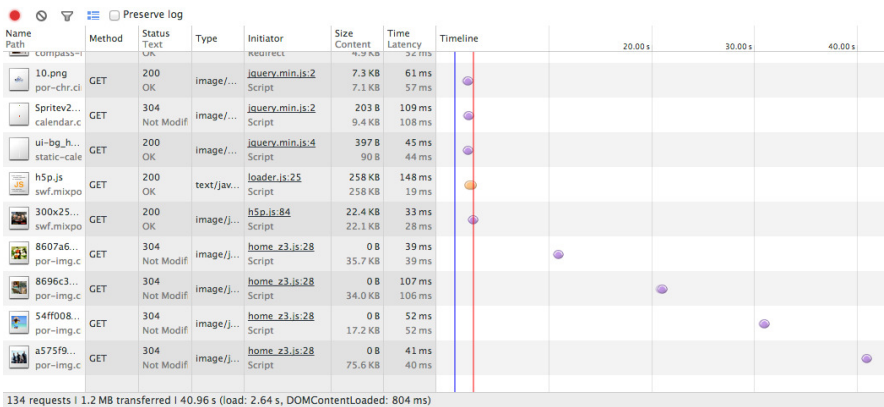 Preserve log
Name Method Status Type Initiator Size Time Timeline
Path Text Content Latency 20.00 s 30.00 s 40.00 s
compass-i OK Redirect 4.9 KB 52 ms
10.png GET 200 image/... jquery.min.js:2 7.3 KB 61 ms
por-chr.ci OK Script 7.1 KB 57 ms
Spritev2... GET 304 image/... jquery.min.js:2 203 B 109 ms
calendar.c Not Modifi Script 9.4 KB 108 ms
ui-bg_h... GET 200 image/... jquery.min.js:4 397 B 45 ms
static-cale OK Script 90 B 44 ms
h5p.js GET 200 text/jav... loader.js:25 258 KB 148 ms
swf.mixpo OK Script 258 KB 19 ms
300x25... GET 200 image/j... h5p.js:84 22.4 KB 33 ms
swf.mixpo OK Script 22.1 KB 28 ms
8607a6... GET 304 image/j... home_z3.js:28 0 B 39 ms
por-img.c Not Modifi Script 35.7 KB 39 ms
8696c3... GET 304 image/j... home_z3.js:28 0 B 107 ms
por-img.c Not Modifi Script 34.0 KB 106 ms
54ff008... GET 304 image/j... home_z3.js:28 0 B 52 ms
por-img.c Not Modifi Script 17.2 KB 52 ms
a575f9... GET 304 image/j... home_z3.js:28 0 B 41 ms
por-img.c Not Modifi Script 75.6 KB 40 ms
134 requests | 1.2 MB transferred | 40.96 s (load: 2.64 s, DOMContentLoaded: 804 ms)